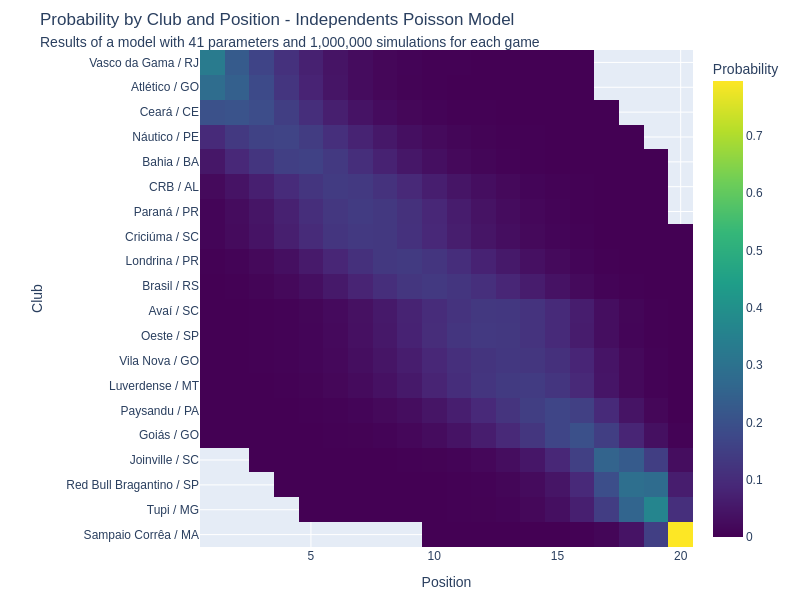 Probability by Club and Position - Independents Poisson Model
Results of a model with 41 parameters and 1,000,000 simulations for each game
Probability
Vasco da Gama / RJ
Atlético / GO
Ceará / CE
Náutico / PE
Bahia / BA
CRB / AL
Paraná / PR
Criciúma / SC
Londrina / PR
Brasil / RS
Avaí / SC
Oeste / SP
Vila Nova / GO
Luverdense / MT
Paysandu / PA
Goiás / GO
Joinville / SC
Red Bull Bragantino / SP
Tupi / MG
Sampaio Corrêa / MA
Club
5
10
15
20
Position
0.7
0.6
0.5
0.4
0.3
0.2
0.1
0